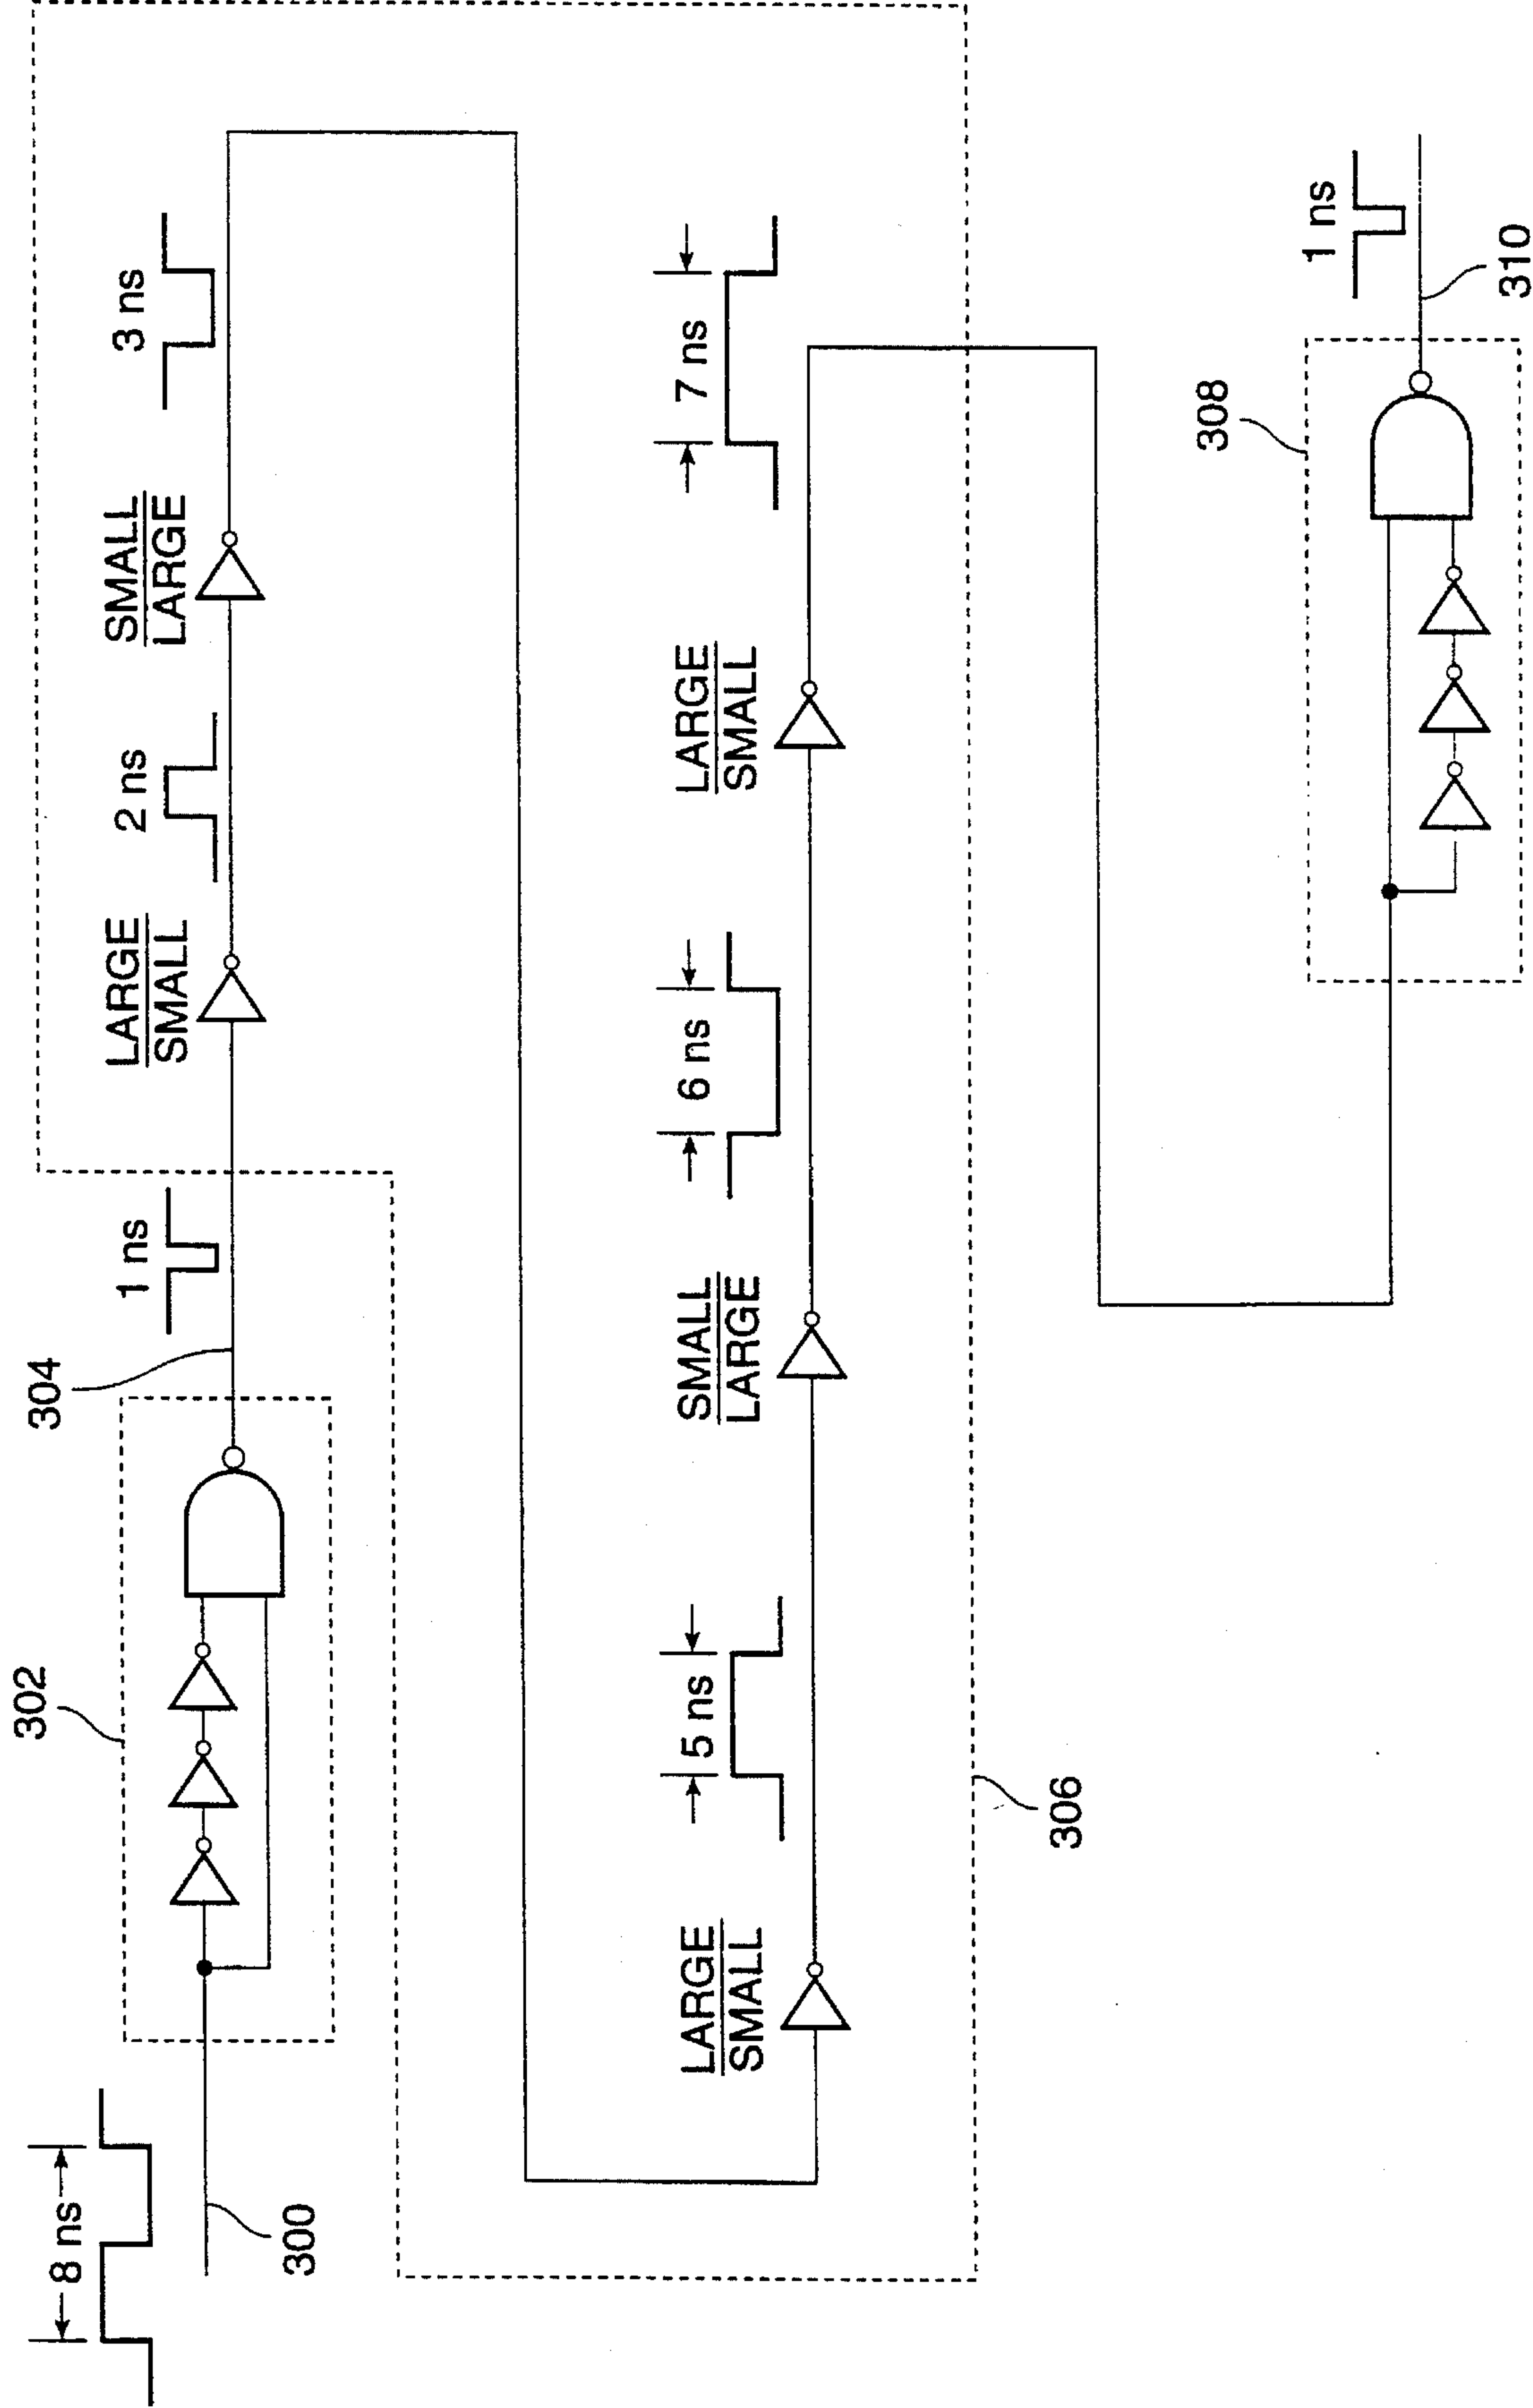 8 ns
300
302
304
1 ns
LARGE
SMALL
2 ns
SMALL
LARGE
3 ns
LARGE
SMALL
5 ns
SMALL
LARGE
6 ns
LARGE
SMALL
7 ns
306
308
1 ns
310